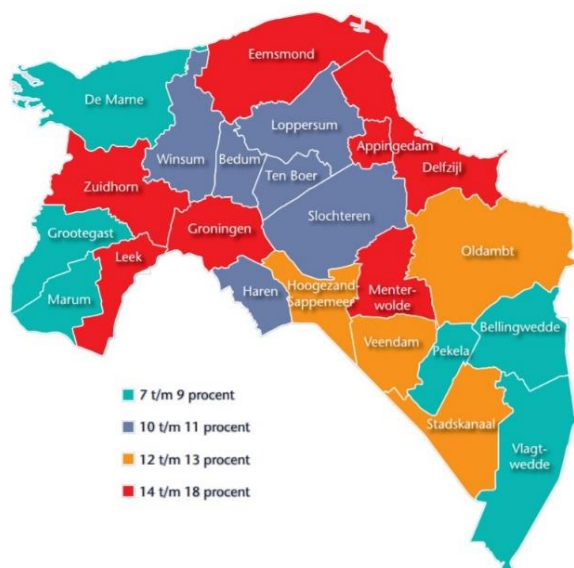 Eemsmond
De Marne
Loppersum
Winsum
Bedum
Appingedam
Ten Boer
Delfzijl
Zuidhorn
Slochteren
Grootegast
Groningen
Oldambt
Leek
Marum
Haren
Hoogezand-
Sappemeer
Menter-
wolde
Bellingwedde
Veendam
Pekela
Stadskanaal
Vlagt-
wedde
7 t/m 9 procent
10 t/m 11 procent
12 t/m 13 procent
14 t/m 18 procent